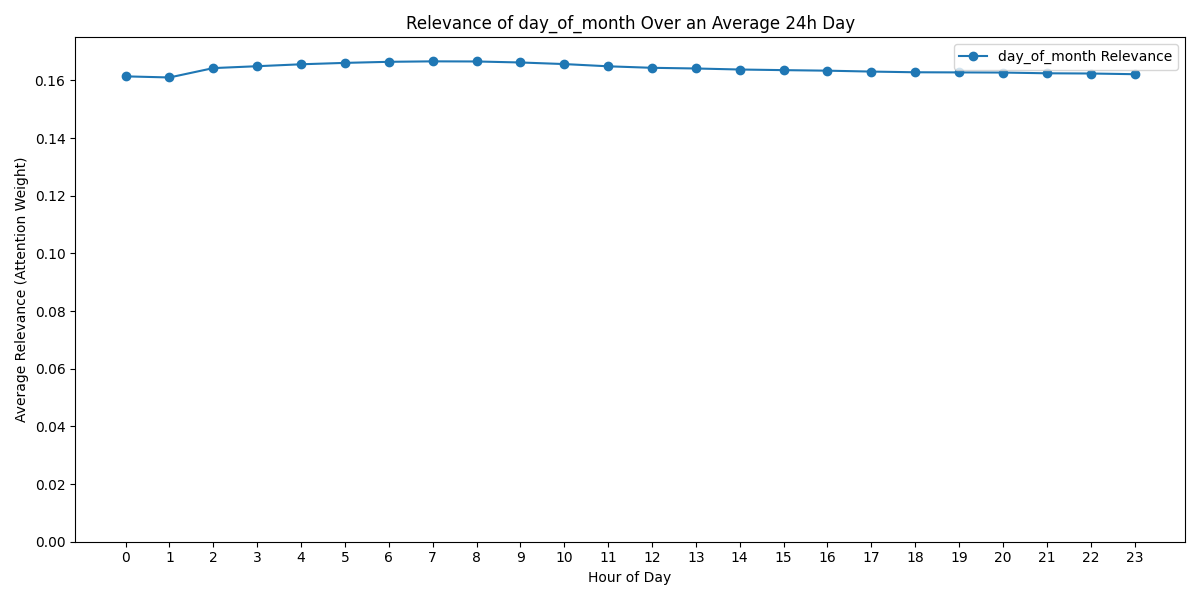 Relevance of day_of_month Over an Average 24h Day
day_of_month Relevance
Average Relevance (Attention Weight)
0.16
0.14
0.12
0.10
0.08
0.06
0.04
0.02
0.00
0 1 2 3 4 5 6 7 8 9 10 11 12 13 14 15 16 17 18 19 20 21 22 23
Hour of Day